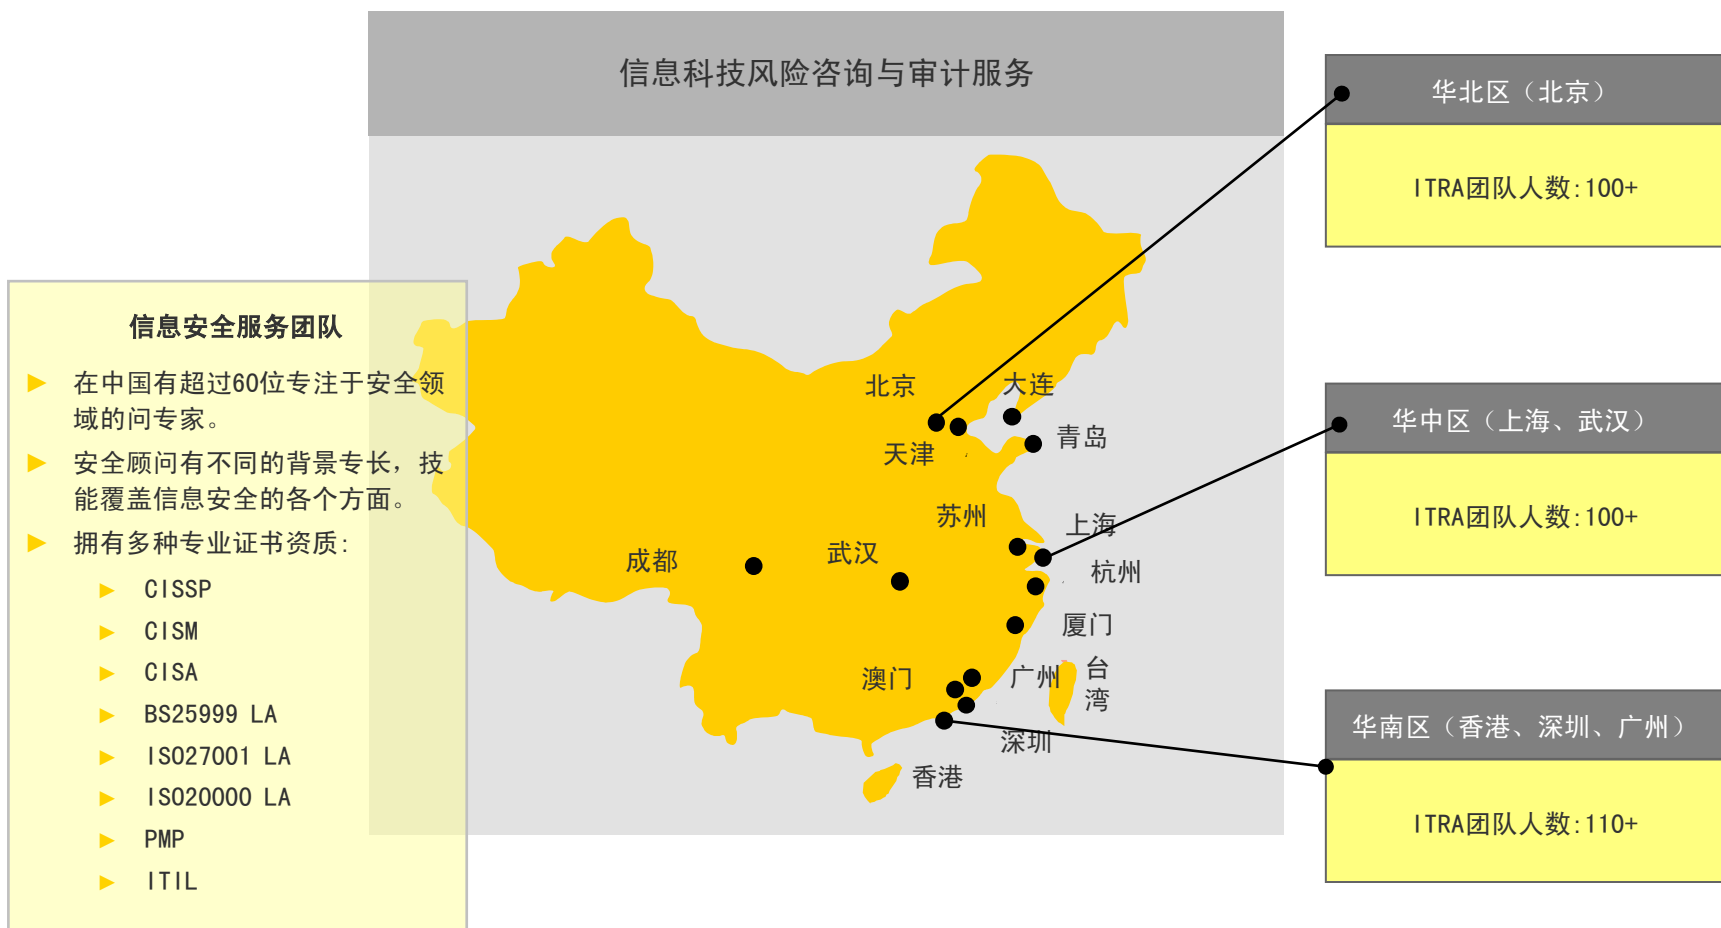 信息科技风险咨询与审计服务
信息安全服务团队
在中国有超过60位专注于安全领
域的问专家。
安全顾问有不同的背景专长，技
能覆盖信息安全的各个方面。
拥有多种专业证书资质:
CISSP
CISM
CISA
BS25999 LA
ISO27001 LA
ISO20000 LA
PMP
ITIL
北京
大连
天津
青岛
苏州
上海
成都
武汉
杭州
厦门
澳门
广州
台
湾
深圳
香港
华北区（北京）
ITRA团队人数:100+
华中区（上海、武汉）
ITRA团队人数:100+
华南区（香港、深圳、广州）
ITRA团队人数:110+